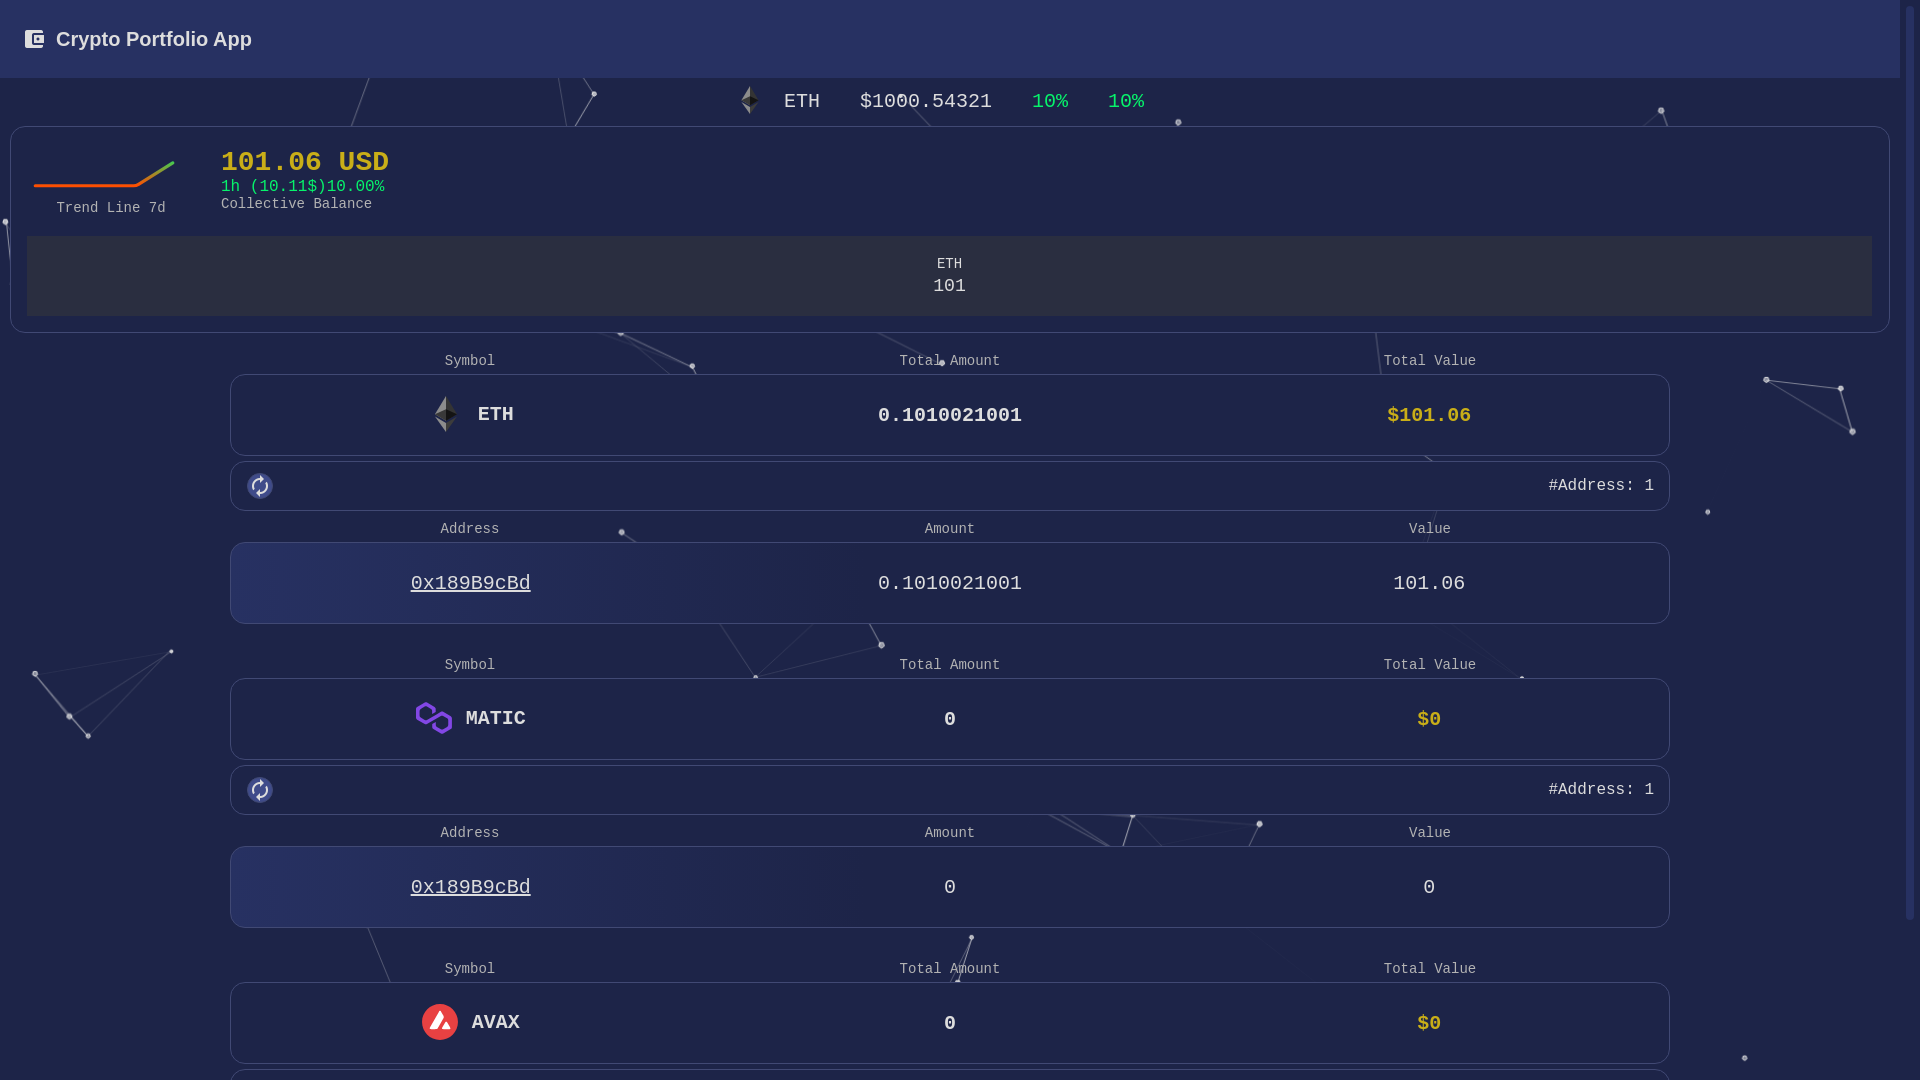 Crypto Portfolio App
ETH $1000.54321 10% 10%
101.06 USD
1h (10.11$)10.00%
Collective Balance
Trend Line 7d
ETH
101
Symbol Total Amount Total Value
ETH 0.1010021001 $101.06
#Address: 1
Address Amount Value
0x189B9cBd 0.1010021001 101.06
Symbol Total Amount Total Value
MATIC 0 $0
#Address: 1
Address Amount Value
0x189B9cBd 0 0
Symbol Total Amount Total Value
AVAX 0 $0